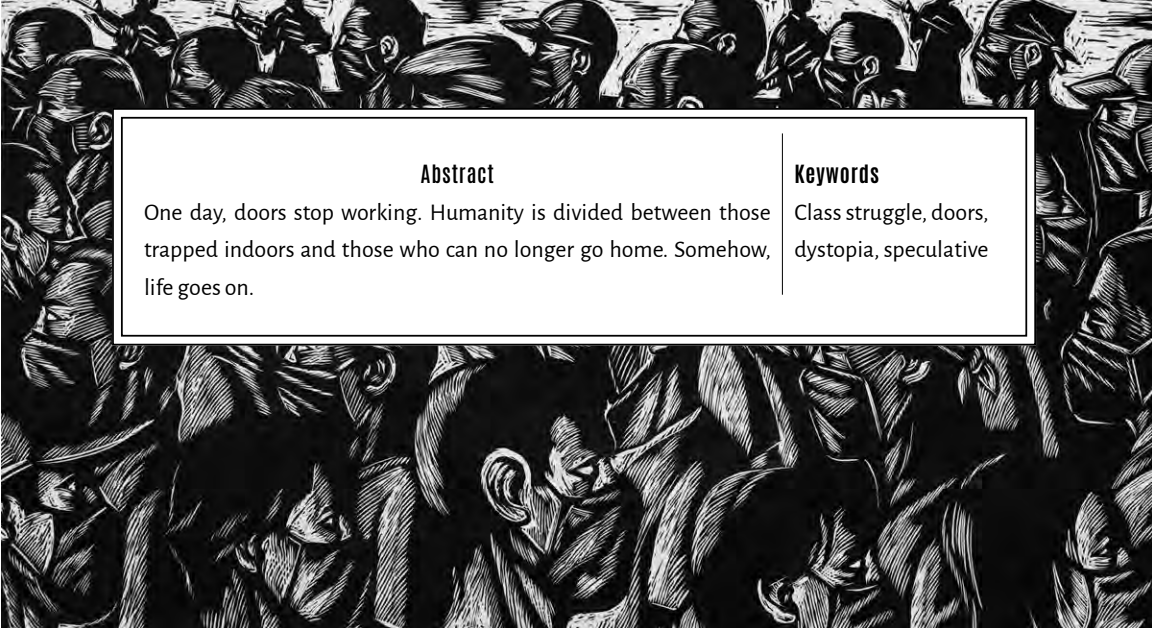 Abstract
One day, doors stop working. Humanity is divided between those
trapped indoors and those who can no longer go home. Somehow,
life goes on.
Keywords
Class struggle, doors,
dystopia, speculative